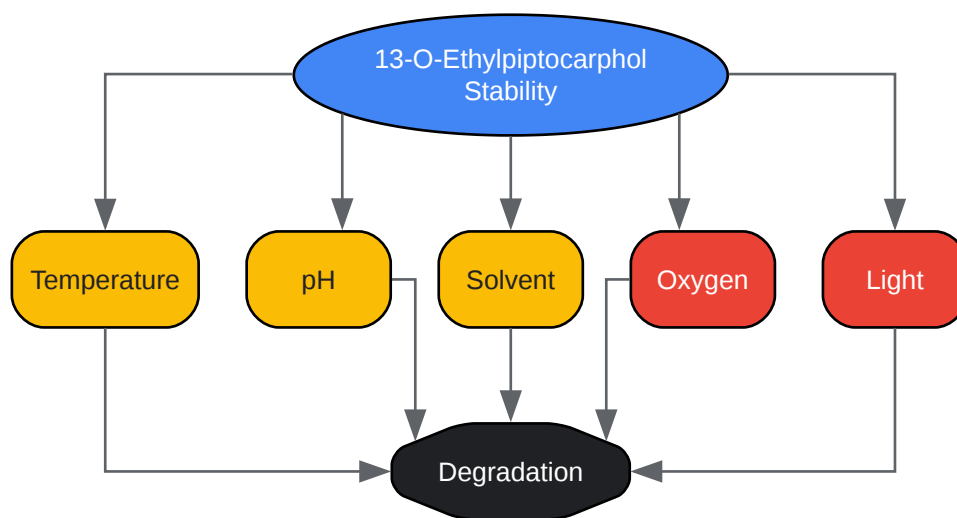 13-O-Ethylpiptocarphol
Stability
Temperature
pH
Solvent
Oxygen
Light
Degradation